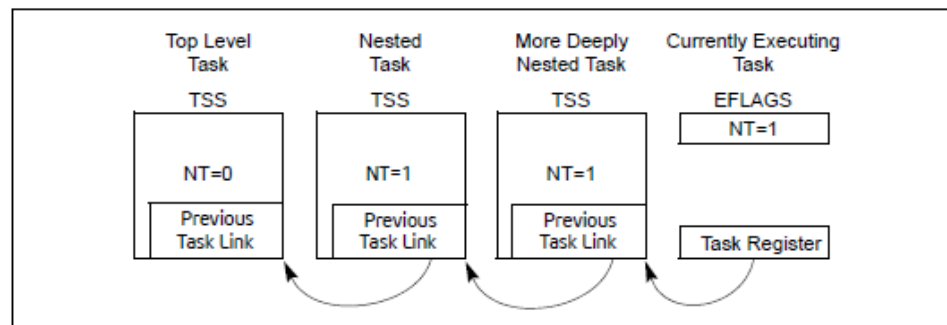 Top Level
Task
TSS
NT=0
Previous
Task Link
Nested
Task
TSS
NT=1
Previous
Task Link
More Deeply
Nested Task
TSS
NT=1
Previous
Task Link
Currently Executing
Task
EFLAGS
NT=1
Task Register